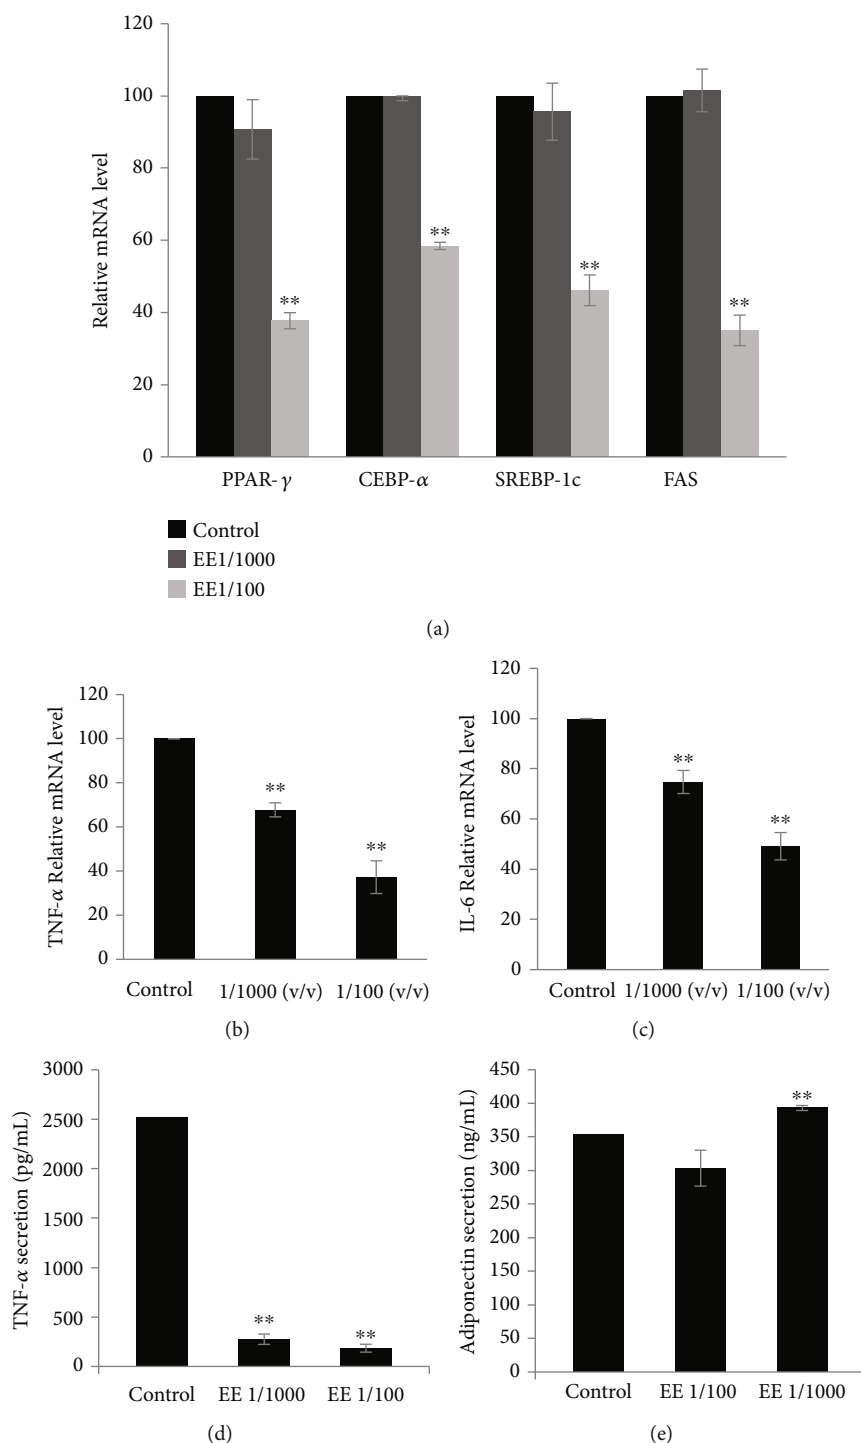 120
100
80
60
40
20
0
Relative mRNA level
** ** ** **
PPAR-γ CEBP-α SREBP-1c FAS
Control
EE1/1000
EE1/100
(a)
120
100
80
60
40
20
0
TNF-α Relative mRNA level
** **
Control 1/1000 (v/v) 1/100 (v/v)
(b)
120
100
80
60
40
20
0
IL-6 Relative mRNA level
** **
Control 1/1000 (v/v) 1/100 (v/v)
(c)
3000
2500
2000
1500
1000
500
0
TNF-α secretion (pg/mL)
** **
Control EE 1/1000 EE 1/100
(d)
450
400
350
300
250
200
150
100
50
0
Adiponectin secretion (ng/mL)
**
Control EE 1/100 EE 1/1000
(e)